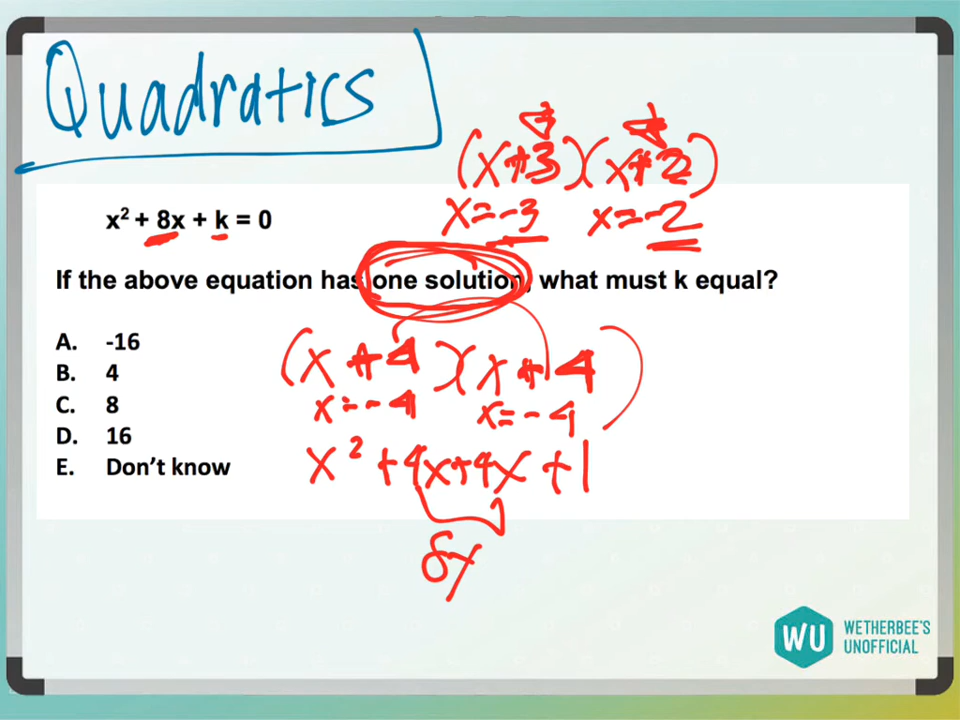 Quadratics
(x+3)(x+2)
x=-3 x=-2
x² + 8x + k = 0
If the above equation has one solution, what must k equal?
A. -16
B. 4
C. 8
D. 16
E. Don't know
(x+4)(x+4)
x=-4 x=-4
x²+4x+4x+1
8x
WU WETHERBEE'S
UNOFFICIAL